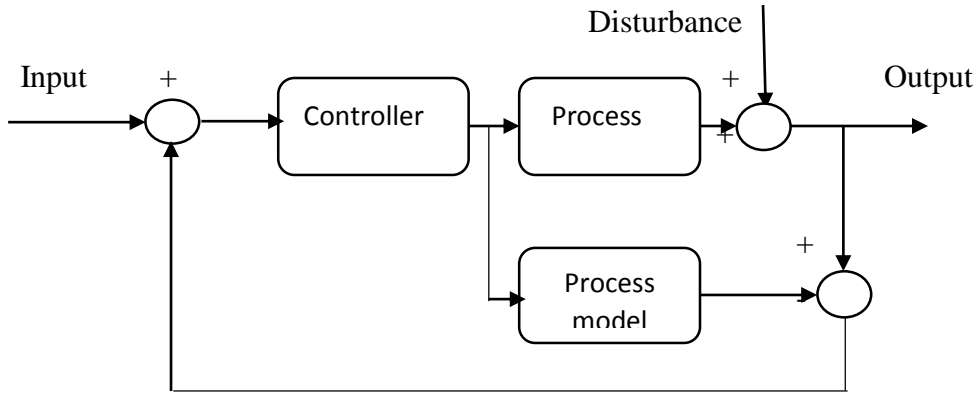 Disturbance
Input
+
+
Output
Controller
Process
+
+
Process
model
-